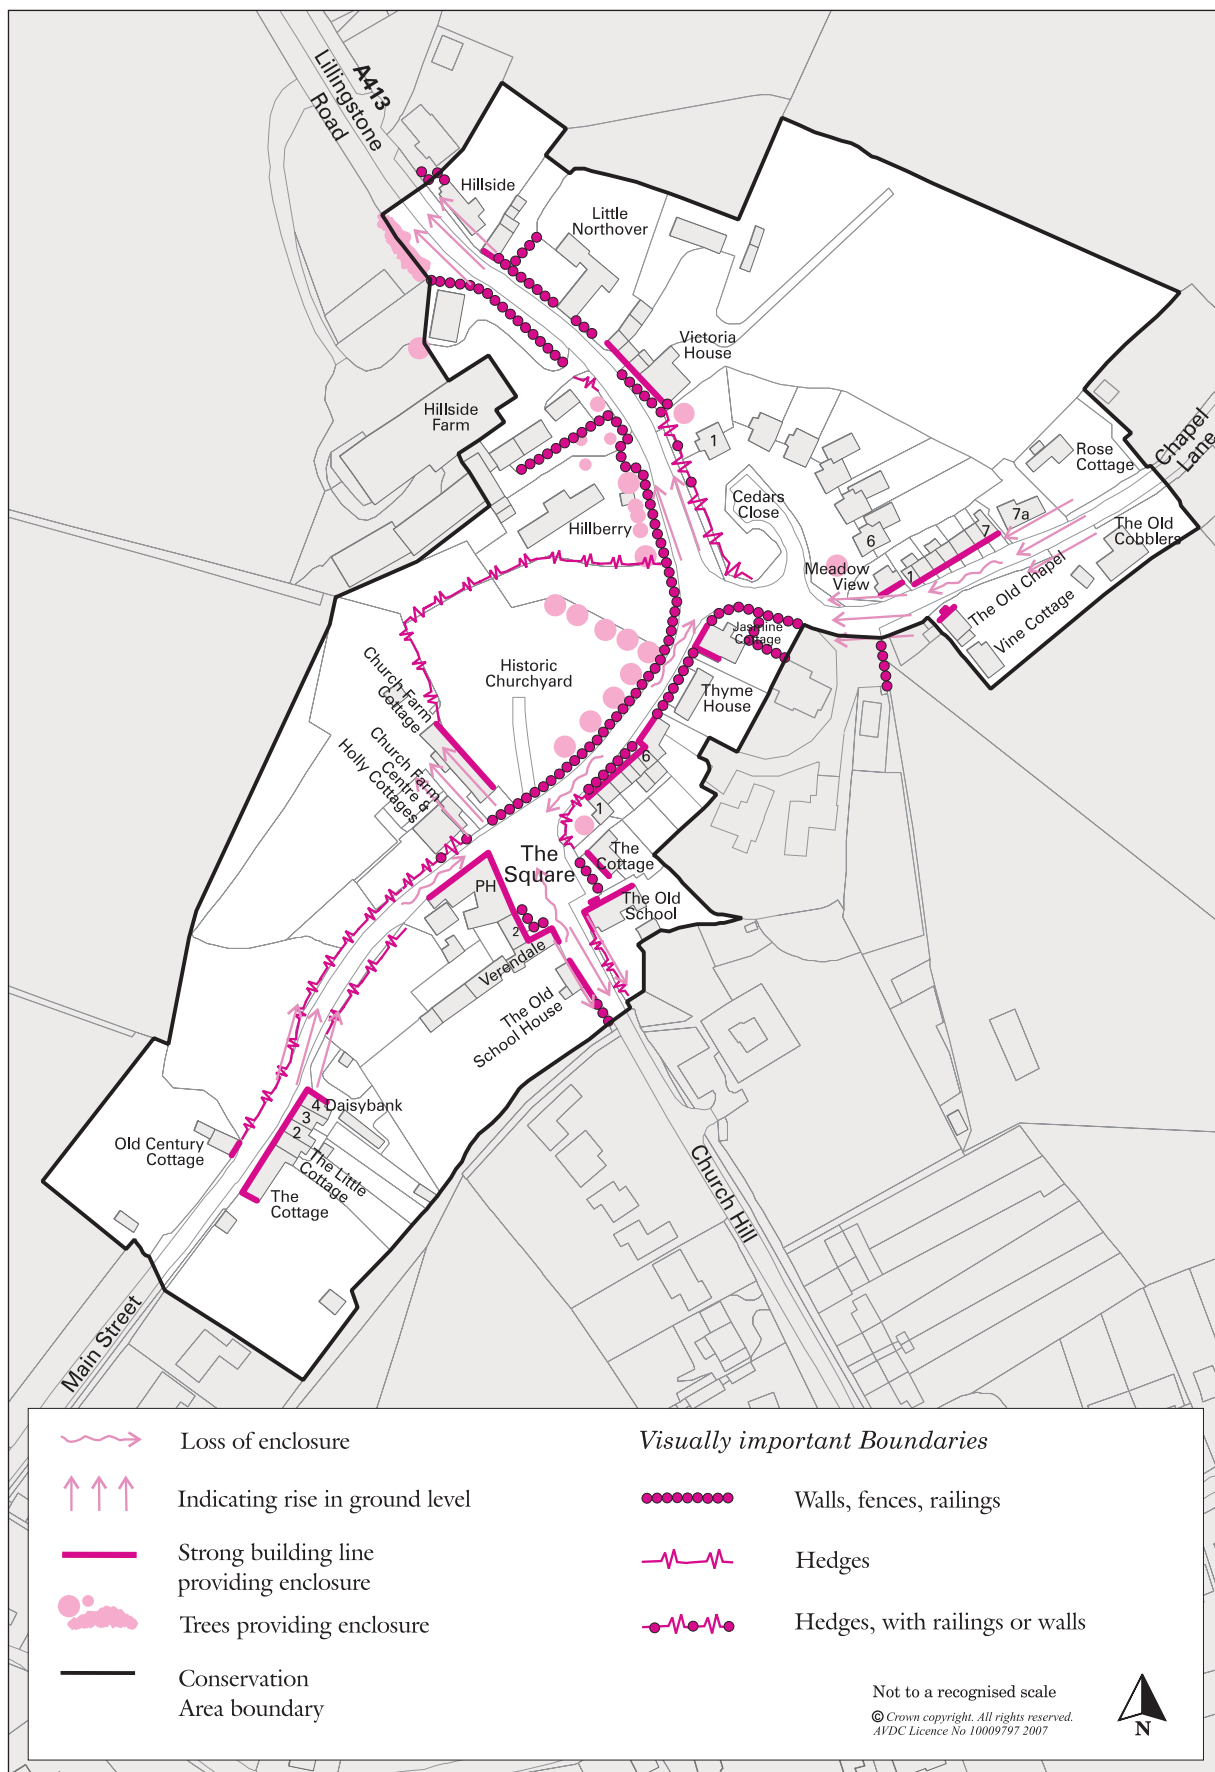 A413
Lillingstone
Road
Hillside
Little
Northover
Victoria
House
Hillside
Farm
1
Rose
Cottage
Chapel
Lane
Cedars
Close
7a
7
The Old
Cobblers
6
Hillberry
Meadow
View
1
The Old Chapel
Vine Cottage
Jasmine
Cottage
Historic
Churchyard
Thyme
House
Church Farm
Cottage
Church Farm
Centre &
Holly Cottages
6
1
The
Square
The
Cottage
PH
The Old
School
2
Verendale
The Old
School House
4 Daisybank
3
2
Old Century
Cottage
The Little
Cottage
The
Cottage
Church Hill
Main Street
Loss of enclosure
Indicating rise in ground level
Strong building line
providing enclosure
Trees providing enclosure
Conservation
Area boundary
Visually important Boundaries
Walls, fences, railings
Hedges
Hedges, with railings or walls
Not to a recognised scale
© Crown copyright. All rights reserved.
AVDC Licence No 10009797 2007
N